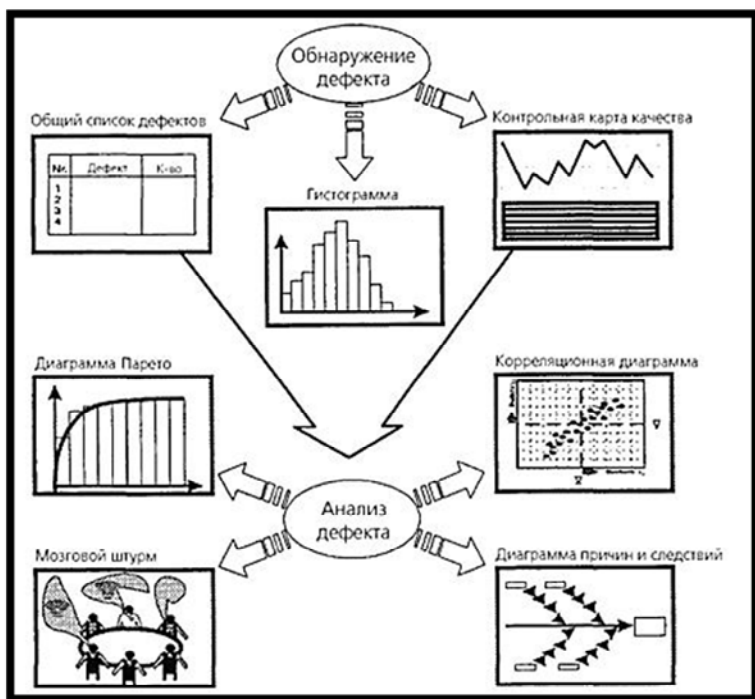 Обнаружение
дефекта
Общий список дефектов
Контрольная карта качества
№.
Дефект
К-во
1
2
3
4
Гистограмма
Диаграмма Парето
Корреляционная диаграмма
Анализ
дефекта
Мозговой штурм
Диаграмма причин и следствий